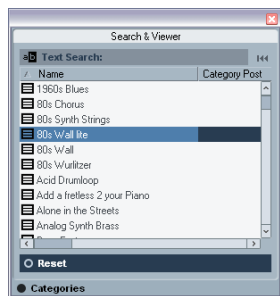 Search & Viewer
Text Search:
Name Category Post
1960s Blues
80s Chorus
80s Synth Strings
80s Wall lite
80s Wall
80s Wurlitzer
Acid Drumloop
Add a fretless 2 your Piano
Alone in the Streets
Analog Synth Brass
Reset
Categories